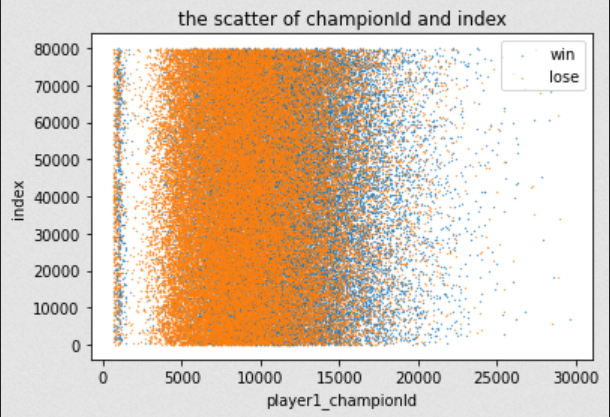 the scatter of championId and index
win
lose
80000
70000
60000
50000
40000
30000
20000
10000
0
index
0 5000 10000 15000 20000 25000 30000
player1_championId